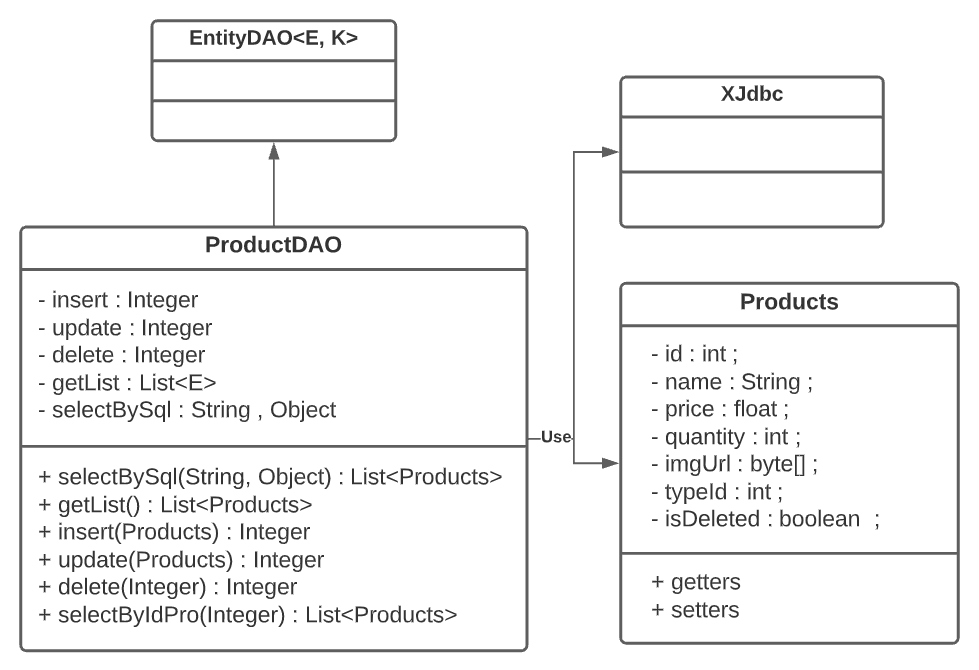 EntityDAO<E, K>
XJdbc
ProductDAO
- insert : Integer
- update : Integer
- delete : Integer
- getList : List<E>
- selectBySql : String , Object
+ selectBySql(String, Object) : List<Products>
+ getList() : List<Products>
+ insert(Products) : Integer
+ update(Products) : Integer
+ delete(Integer) : Integer
+ selectByIdPro(Integer) : List<Products>
Use
Products
- id : int ;
- name : String ;
- price : float ;
- quantity : int ;
- imgUrl : byte[] ;
- typeId : int ;
- isDeleted : boolean  ;
+ getters
+ setters